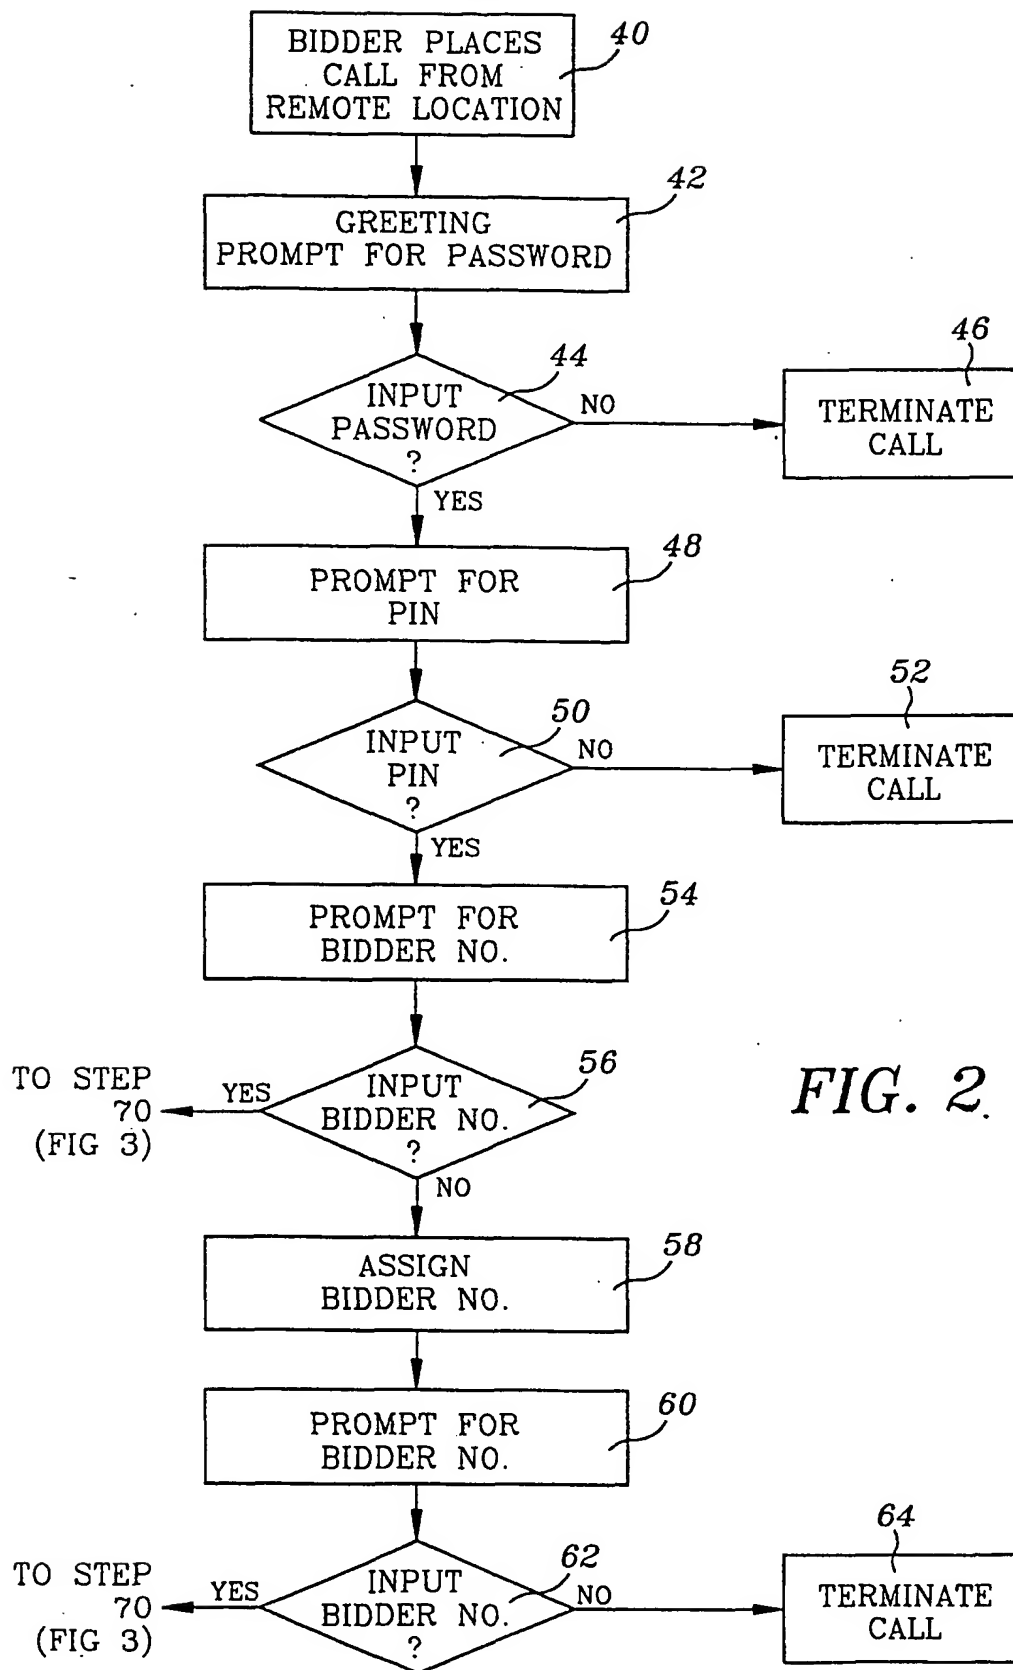 BIDDER PLACES
CALL FROM
REMOTE LOCATION
40
GREETING
PROMPT FOR PASSWORD
42
INPUT
PASSWORD
?
44
NO
TERMINATE
CALL
46
YES
PROMPT FOR
PIN
48
INPUT
PIN
?
50
NO
TERMINATE
CALL
52
YES
PROMPT FOR
BIDDER NO.
54
INPUT
BIDDER NO.
?
56
YES
TO STEP
70
(FIG 3)
FIG. 2
NO
ASSIGN
BIDDER NO.
58
PROMPT FOR
BIDDER NO.
60
INPUT
BIDDER NO.
?
62
YES
TO STEP
70
(FIG 3)
NO
TERMINATE
CALL
64